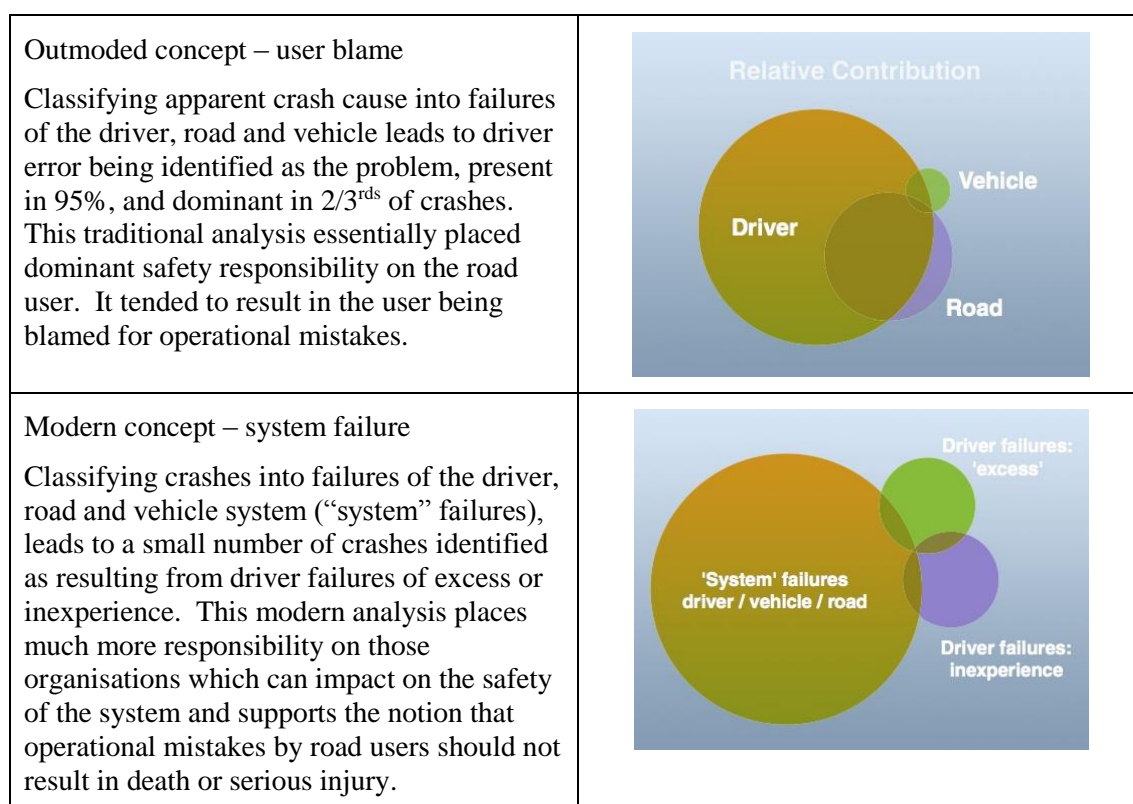 Outmoded concept – user blame
Classifying apparent crash cause into failures
of the driver, road and vehicle leads to driver
error being identified as the problem, present
in 95%, and dominant in 2/3rds of crashes.
This traditional analysis essentially placed
dominant safety responsibility on the road
user.  It tended to result in the user being
blamed for operational mistakes.
Relative Contribution
Vehicle
Driver
Road
Modern concept – system failure
Classifying crashes into failures of the driver,
road and vehicle system (“system” failures),
leads to a small number of crashes identified
as resulting from driver failures of excess or
inexperience.  This modern analysis places
much more responsibility on those
organisations which can impact on the safety
of the system and supports the notion that
operational mistakes by road users should not
result in death or serious injury.
Driver failures:
'excess'
'System' failures
driver / vehicle / road
Driver failures:
inexperience